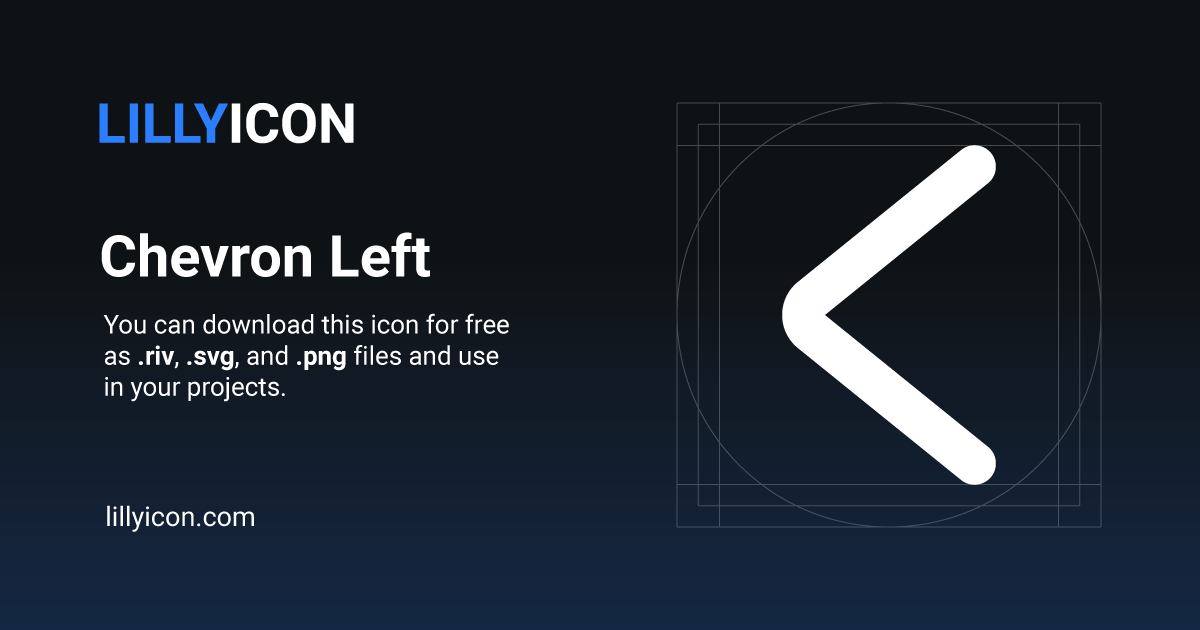 LILLYICON
Chevron Left
You can download this icon for free
as .riv, .svg, and .png files and use
in your projects.
lillyicon.com